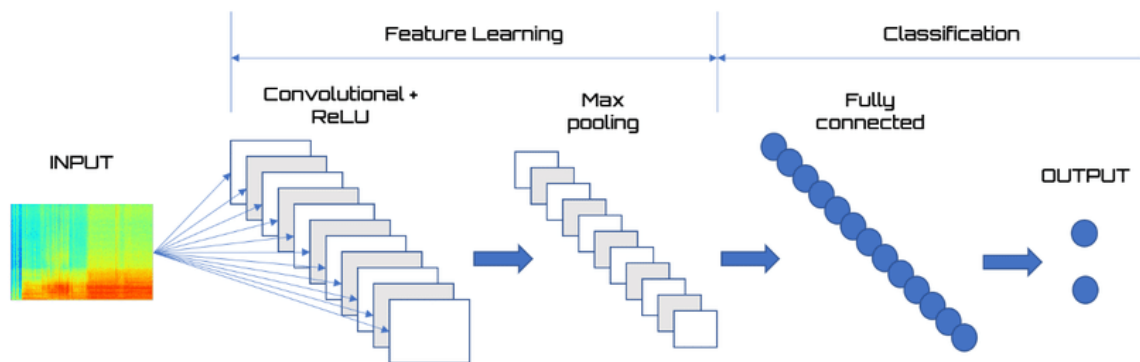 Feature Learning
Classification
Convolutional +
ReLU
Max
pooling
Fully
connected
INPUT
OUTPUT